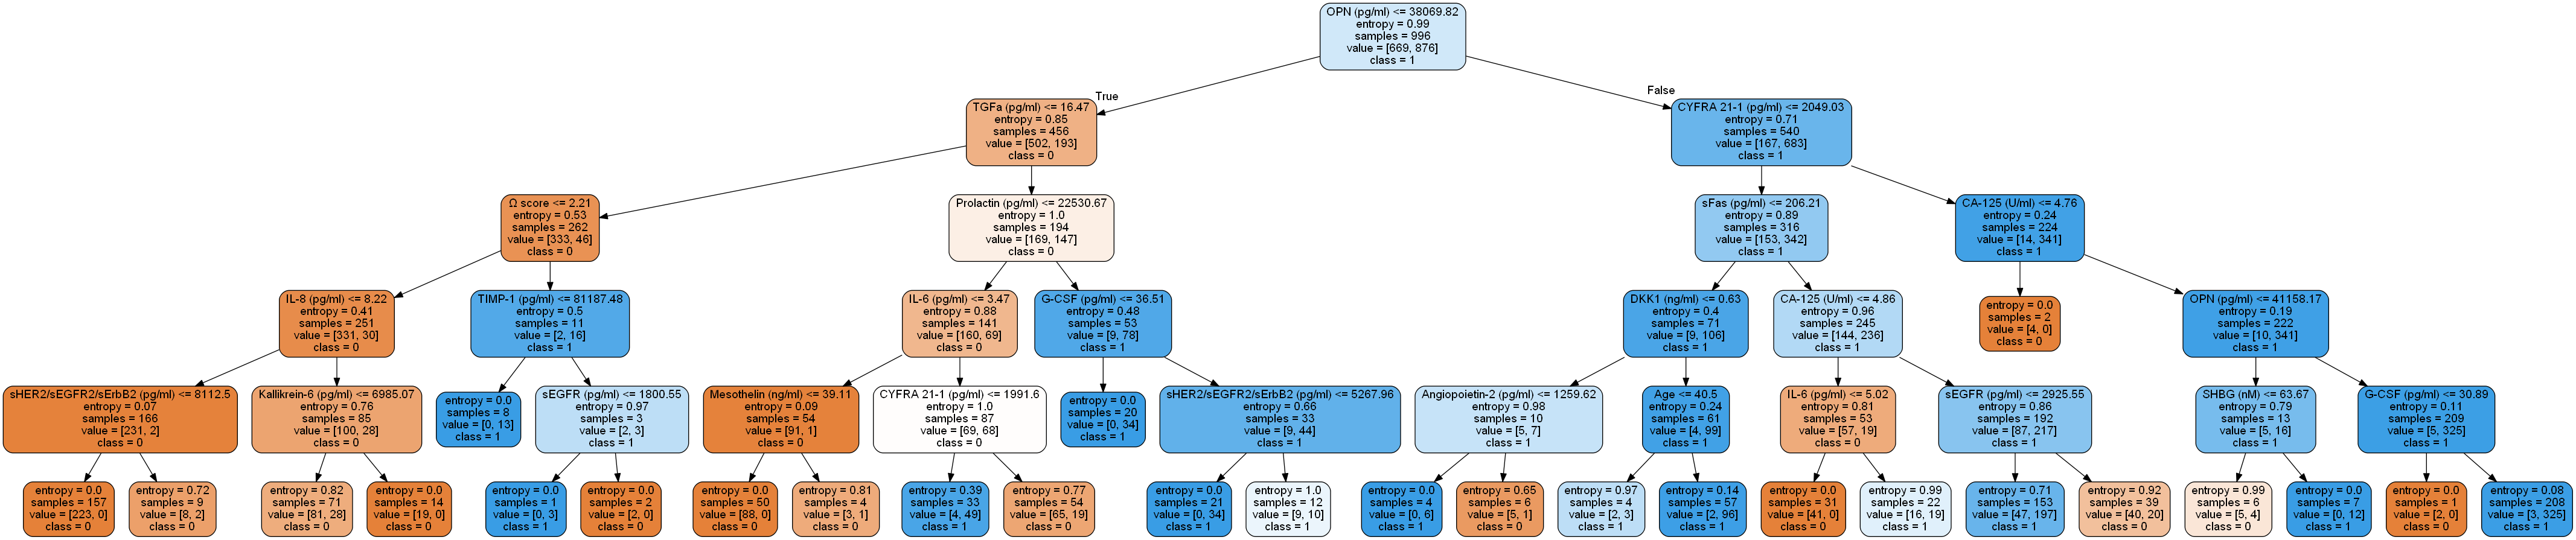 OPN (pg/ml) <= 38069.82
entropy = 0.99
samples = 996
value = [669, 876]
class = 1
True
False
TGFa (pg/ml) <= 16.47
entropy = 0.85
samples = 456
value = [502, 193]
class = 0
CYFRA 21-1 (pg/ml) <= 2049.03
entropy = 0.71
samples = 540
value = [167, 683]
class = 1
Ω score <= 2.21
entropy = 0.53
samples = 262
value = [333, 46]
class = 0
Prolactin (pg/ml) <= 22530.67
entropy = 1.0
samples = 194
value = [169, 147]
class = 0
sFas (pg/ml) <= 206.21
entropy = 0.89
samples = 316
value = [153, 342]
class = 1
CA-125 (U/ml) <= 4.76
entropy = 0.24
samples = 224
value = [14, 341]
class = 1
IL-8 (pg/ml) <= 8.22
entropy = 0.41
samples = 251
value = [331, 30]
class = 0
TIMP-1 (pg/ml) <= 81187.48
entropy = 0.5
samples = 11
value = [2, 16]
class = 1
IL-6 (pg/ml) <= 3.47
entropy = 0.88
samples = 141
value = [160, 69]
class = 0
G-CSF (pg/ml) <= 36.51
entropy = 0.48
samples = 53
value = [9, 78]
class = 1
DKK1 (ng/ml) <= 0.63
entropy = 0.4
samples = 71
value = [9, 106]
class = 1
CA-125 (U/ml) <= 4.86
entropy = 0.96
samples = 245
value = [144, 236]
class = 1
entropy = 0.0
samples = 2
value = [4, 0]
class = 0
OPN (pg/ml) <= 41158.17
entropy = 0.19
samples = 222
value = [10, 341]
class = 1
sHER2/sEGFR2/sErbB2 (pg/ml) <= 8112.5
entropy = 0.07
samples = 166
value = [231, 2]
class = 0
Kallikrein-6 (pg/ml) <= 6985.07
entropy = 0.76
samples = 85
value = [100, 28]
class = 0
entropy = 0.0
samples = 8
value = [0, 13]
class = 1
sEGFR (pg/ml) <= 1800.55
entropy = 0.97
samples = 3
value = [2, 3]
class = 1
Mesothelin (ng/ml) <= 39.11
entropy = 0.09
samples = 54
value = [91, 1]
class = 0
CYFRA 21-1 (pg/ml) <= 1991.6
entropy = 1.0
samples = 87
value = [69, 68]
class = 0
entropy = 0.0
samples = 20
value = [0, 34]
class = 1
sHER2/sEGFR2/sErbB2 (pg/ml) <= 5267.96
entropy = 0.66
samples = 33
value = [9, 44]
class = 1
Angiopoietin-2 (pg/ml) <= 1259.62
entropy = 0.98
samples = 10
value = [5, 7]
class = 1
Age <= 40.5
entropy = 0.24
samples = 61
value = [4, 99]
class = 1
IL-6 (pg/ml) <= 5.02
entropy = 0.81
samples = 53
value = [57, 19]
class = 0
sEGFR (pg/ml) <= 2925.55
entropy = 0.86
samples = 192
value = [87, 217]
class = 1
SHBG (nM) <= 63.67
entropy = 0.79
samples = 13
value = [5, 16]
class = 1
G-CSF (pg/ml) <= 30.89
entropy = 0.11
samples = 209
value = [5, 325]
class = 1
entropy = 0.0
samples = 157
value = [223, 0]
class = 0
entropy = 0.72
samples = 9
value = [8, 2]
class = 0
entropy = 0.82
samples = 71
value = [81, 28]
class = 0
entropy = 0.0
samples = 14
value = [19, 0]
class = 0
entropy = 0.0
samples = 1
value = [0, 3]
class = 1
entropy = 0.0
samples = 2
value = [2, 0]
class = 0
entropy = 0.0
samples = 50
value = [88, 0]
class = 0
entropy = 0.81
samples = 4
value = [3, 1]
class = 0
entropy = 0.39
samples = 33
value = [4, 49]
class = 1
entropy = 0.77
samples = 54
value = [65, 19]
class = 0
entropy = 0.0
samples = 21
value = [0, 34]
class = 1
entropy = 1.0
samples = 12
value = [9, 10]
class = 1
entropy = 0.0
samples = 4
value = [0, 6]
class = 1
entropy = 0.65
samples = 6
value = [5, 1]
class = 0
entropy = 0.97
samples = 4
value = [2, 3]
class = 1
entropy = 0.14
samples = 57
value = [2, 96]
class = 1
entropy = 0.0
samples = 31
value = [41, 0]
class = 0
entropy = 0.99
samples = 22
value = [16, 19]
class = 1
entropy = 0.71
samples = 153
value = [47, 197]
class = 1
entropy = 0.92
samples = 39
value = [40, 20]
class = 0
entropy = 0.99
samples = 6
value = [5, 4]
class = 0
entropy = 0.0
samples = 7
value = [0, 12]
class = 1
entropy = 0.0
samples = 1
value = [2, 0]
class = 0
entropy = 0.08
samples = 208
value = [3, 325]
class = 1